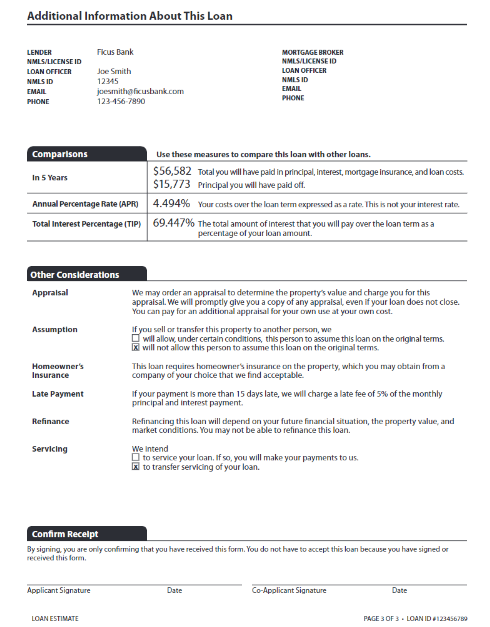 Additional Information About This Loan
LENDER Ficus Bank
NMLS/LICENSE ID
LOAN OFFICER Joe Smith
NMLS ID 12345
EMAIL joesmith@ficusbank.com
PHONE 123-456-7890
MORTGAGE BROKER
NMLS/LICENSE ID
LOAN OFFICER
NMLS ID
EMAIL
PHONE
Comparisons Use these measures to compare this loan with other loans.
In 5 Years
$56,582 Total you will have paid in principal, interest, mortgage insurance, and loan costs.
$15,773 Principal you will have paid off.
Annual Percentage Rate (APR) 4.494% Your costs over the loan term expressed as a rate. This is not your interest rate.
Total Interest Percentage (TIP) 69.447% The total amount of interest that you will pay over the loan term as a
percentage of your loan amount.
Other Considerations
Appraisal We may order an appraisal to determine the property's value and charge you for this
appraisal. We will promptly give you a copy of any appraisal, even if your loan does not close.
You can pay for an additional appraisal for your own use at your own cost.
Assumption If you sell or transfer this property to another person, we
☐ will allow, under certain conditions, this person to assume this loan on the original terms.
☒ will not allow this person to assume this loan on the original terms.
Homeowner's This loan requires homeowner's insurance on the property, which you may obtain from a
Insurance company of your choice that we find acceptable.
Late Payment If your payment is more than 15 days late, we will charge a late fee of 5% of the monthly
principal and interest payment.
Refinance Refinancing this loan will depend on your future financial situation, the property value, and
market conditions. You may not be able to refinance this loan.
Servicing We intend
☐ to service your loan. If so, you will make your payments to us.
☒ to transfer servicing of your loan.
Confirm Receipt
By signing, you are only confirming that you have received this form. You do not have to accept this loan because you have signed or
received this form.
Applicant Signature Date Co-Applicant Signature Date
LOAN ESTIMATE PAGE 3 OF 3 • LOAN ID #123456789